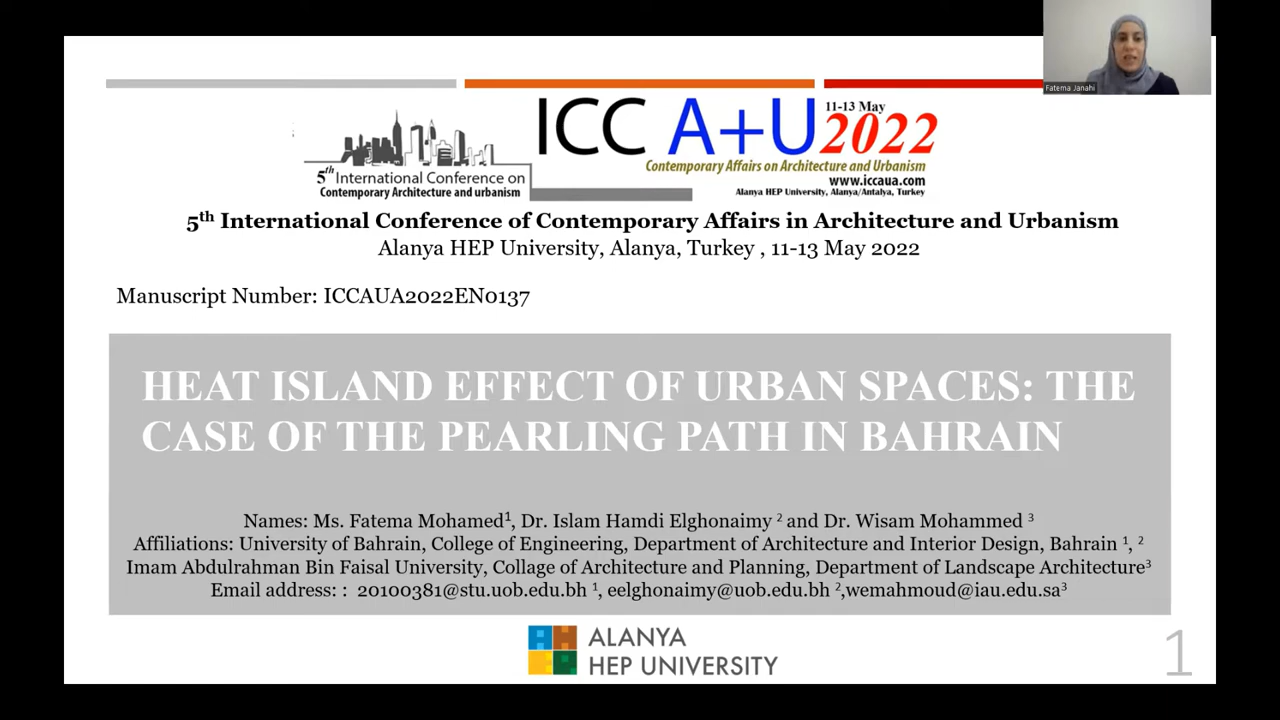 Fatema Janahi
ICC A+U 2022
11-13 May
Contemporary Affairs on Architecture and Urbanism
www.iccaua.com
Alanya HEP University, Alanya/Antalya, Turkey
5th International Conference on
Contemporary Architecture and urbanism
5th International Conference of Contemporary Affairs in Architecture and Urbanism
Alanya HEP University, Alanya, Turkey , 11-13 May 2022
Manuscript Number: ICCAUA2022EN0137
HEAT ISLAND EFFECT OF URBAN SPACES: THE
CASE OF THE PEARLING PATH IN BAHRAIN
Names: Ms. Fatema Mohamed1, Dr. Islam Hamdi Elghonaimy 2 and Dr. Wisam Mohammed 3
Affiliations: University of Bahrain, College of Engineering, Department of Architecture and Interior Design, Bahrain 1, 2
Imam Abdulrahman Bin Faisal University, Collage of Architecture and Planning, Department of Landscape Architecture3
Email address: : 20100381@stu.uob.edu.bh 1, eelghonaimy@uob.edu.bh 2,wemahmoud@iau.edu.sa3
ALANYA
HEP UNIVERSITY
1